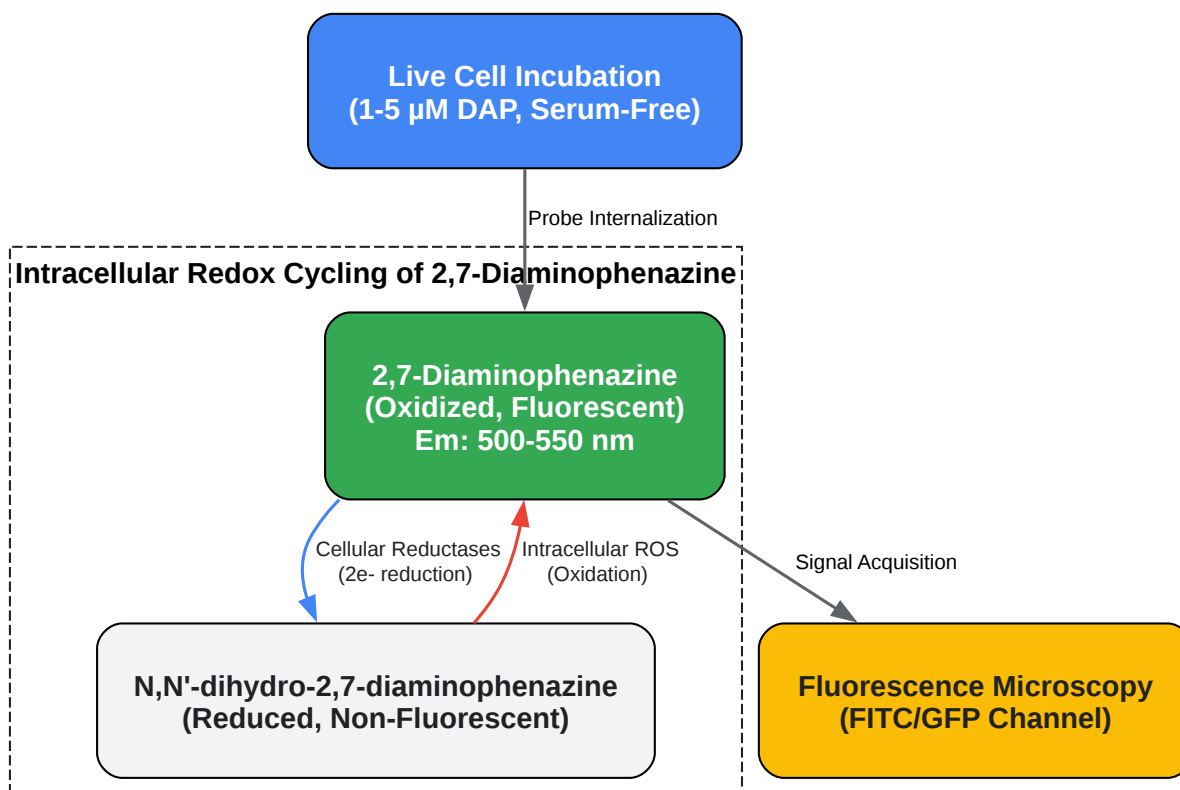 Live Cell Incubation
(1-5 µM DAP, Serum-Free)
Probe Internalization
Intracellular Redox Cycling of 2,7-Diaminophenazine
2,7-Diaminophenazine
(Oxidized, Fluorescent)
Em: 500-550 nm
Cellular Reductases
(2e- reduction)
Intracellular ROS
(Oxidation)
Signal Acquisition
N,N'-dihydro-2,7-diaminophenazine
(Reduced, Non-Fluorescent)
Fluorescence Microscopy
(FITC/GFP Channel)